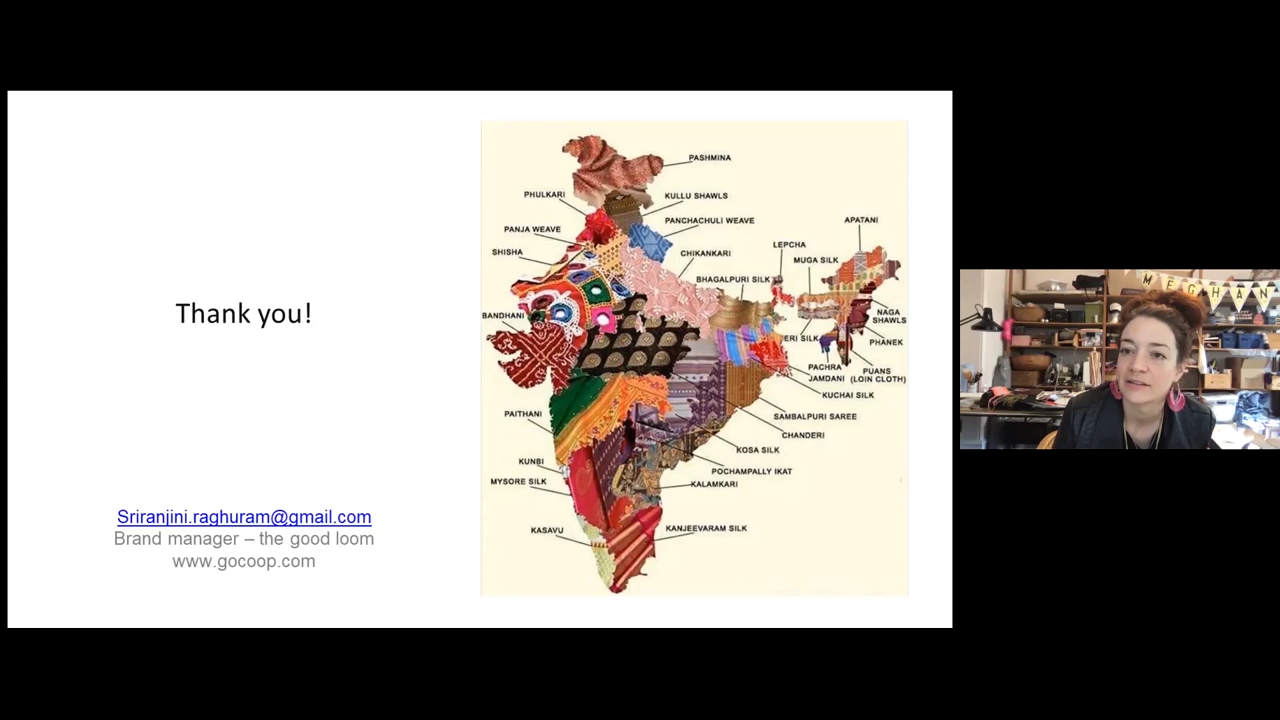 Thank you!
Sriranjini.raghuram@gmail.com
Brand manager – the good loom
www.gocoop.com
PASHMINA
PHULKARI
KULLU SHAWLS
PANCHACHULI WEAVE
PANJA WEAVE
SHISHA
CHIKANKARI
APATANI
LEPCHA
MUGA SILK
BHAGALPURI SILK
BANDHANI
NAGA
SHAWLS
ERI SILK
PHANEK
PACHRA
JAMDANI
PUANS
(LOIN CLOTH)
KUCHAI SILK
PAITHANI
SAMBALPURI SAREE
CHANDERI
KOSA SILK
KUNBI
POCHAMPALLY IKAT
MYSORE SILK
KALAMKARI
KASAVU
KANJEEVARAM SILK
MEGHAN